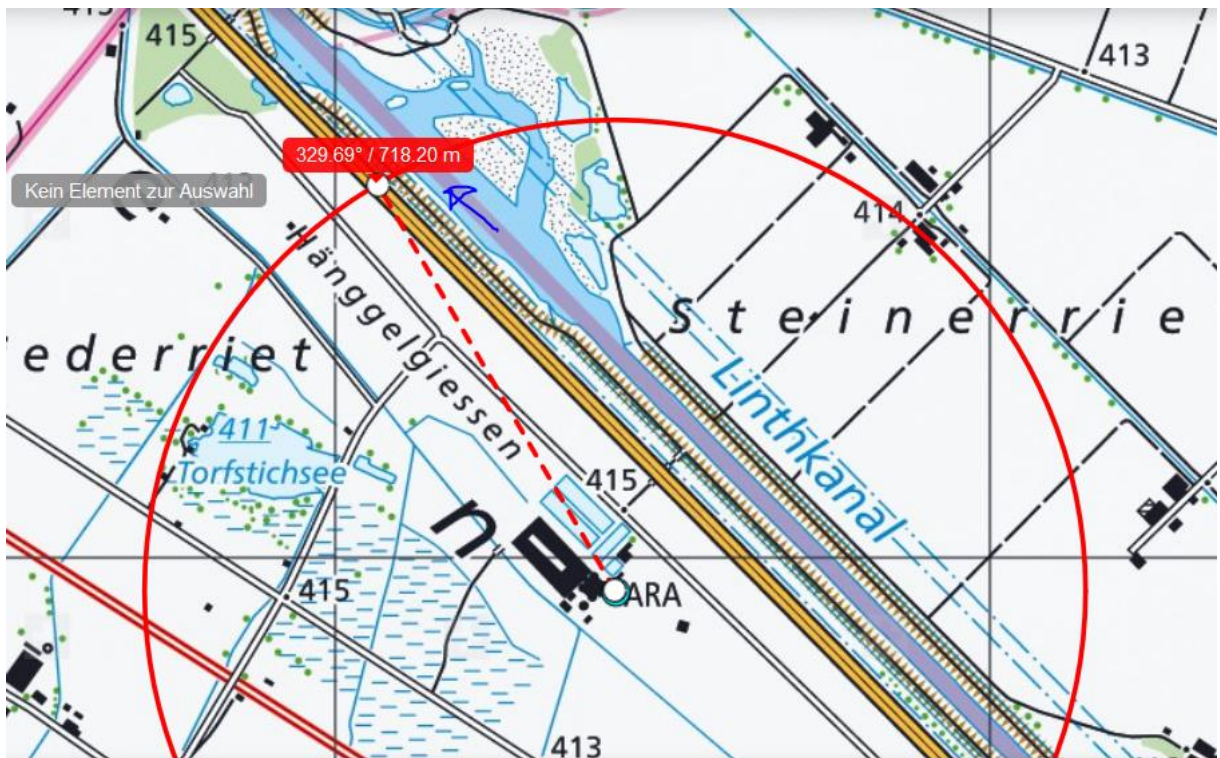 415
413
329.69° / 718.20 m
Kein Element zur Auswahl
414
Hänggelgiessen
Steinerrie
ederriet
Linthkanal
411
Torfstichsee
415
n
ARA
415
413